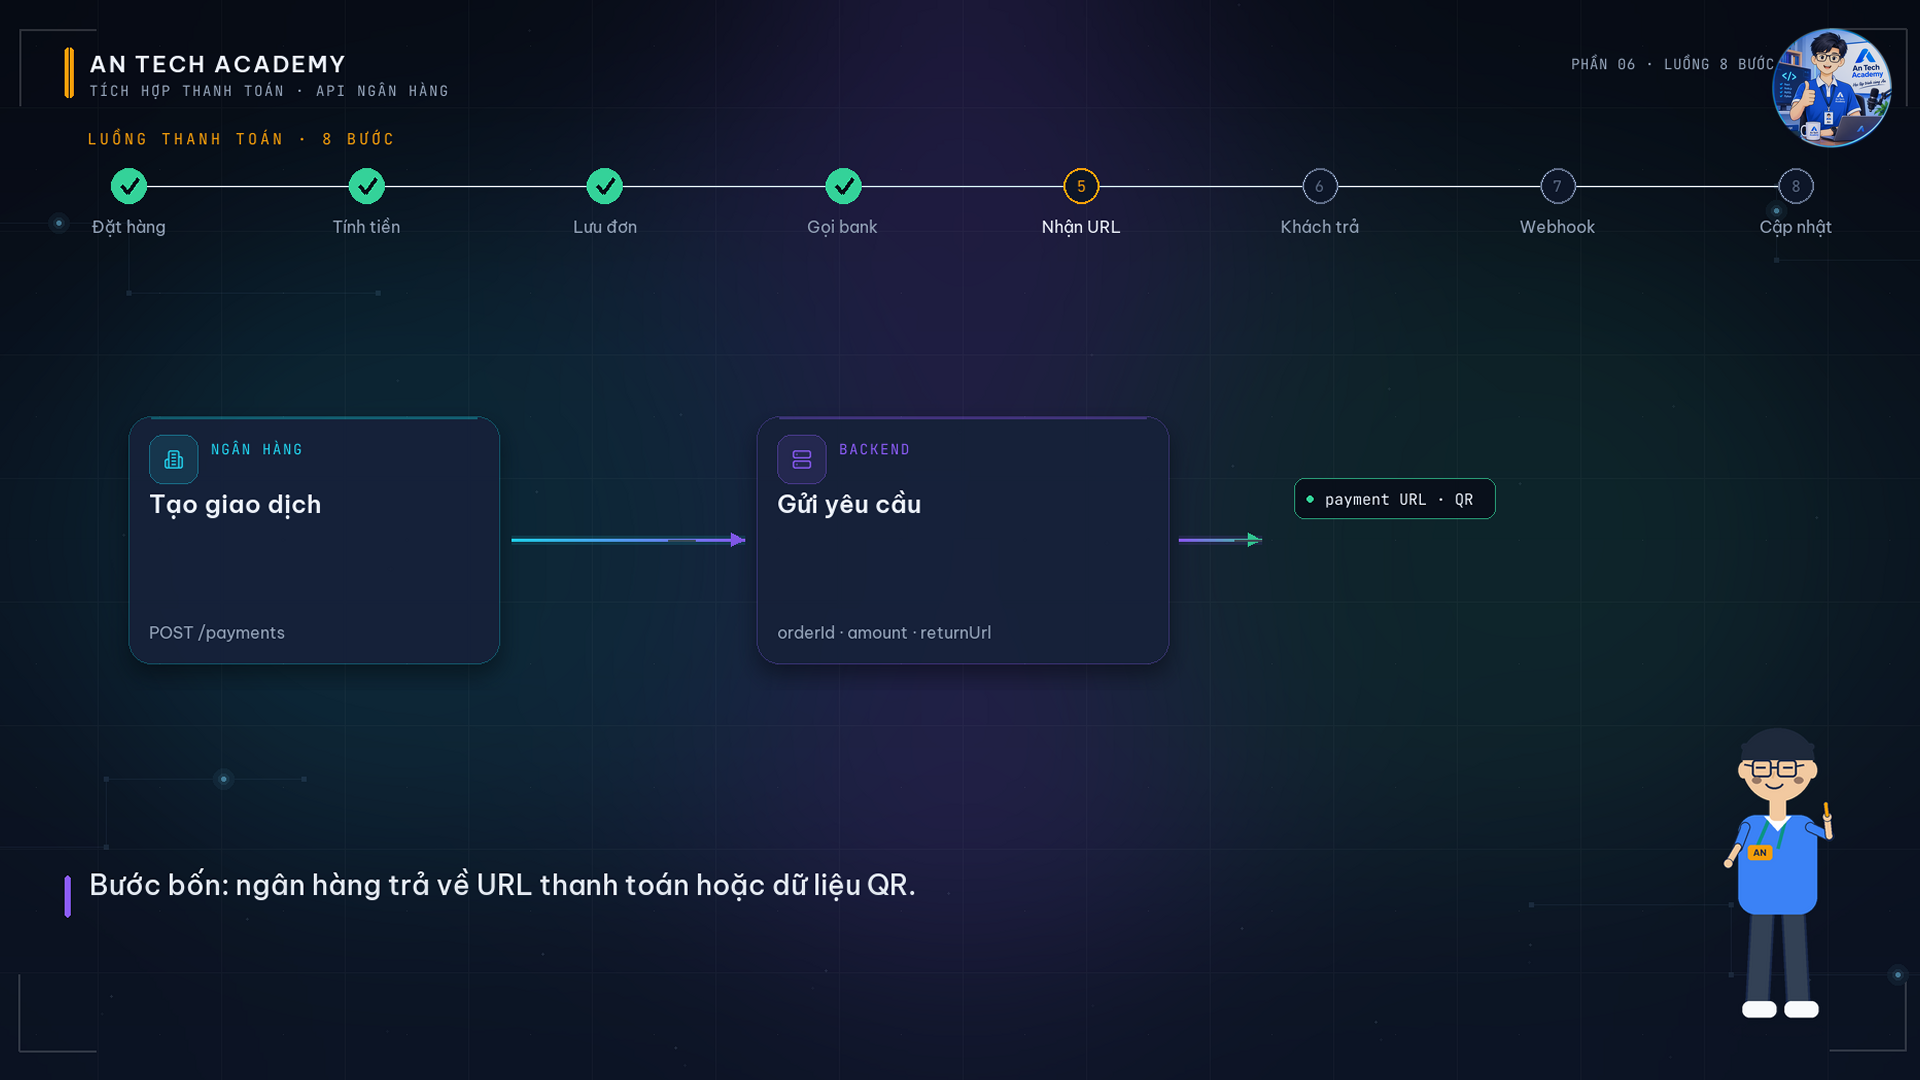 AN TECH ACADEMY
TÍCH HỢP THANH TOÁN · API NGÂN HÀNG
PHẦN 06 · LUỒNG 8 BƯỚC
An Tech
Academy
LUỒNG THANH TOÁN · 8 BƯỚC
5
6
7
8
Đặt hàng
Tính tiền
Lưu đơn
Gọi bank
Nhận URL
Khách trả
Webhook
Cập nhật
NGÂN HÀNG
Tạo giao dịch
POST /payments
BACKEND
Gửi yêu cầu
orderId · amount · returnUrl
payment URL · QR
AN
Bước bốn: ngân hàng trả về URL thanh toán hoặc dữ liệu QR.